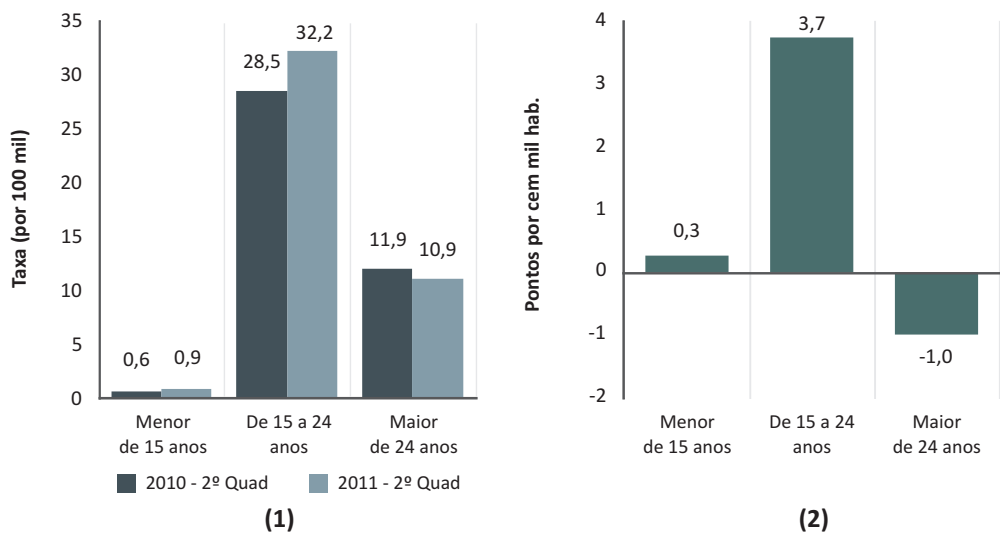 Taxa (por 100 mil)
35
30
25
20
15
10
5
0
0,6
0,9
28,5
32,2
11,9
10,9
Menor
de 15 anos
De 15 a 24
anos
Maior
de 24 anos
2010 - 2º Quad
2011 - 2º Quad
(1)
Pontos por cem mil hab.
4
3
2
1
0
-1
-2
0,3
3,7
-1,0
Menor
de 15 anos
De 15 a 24
anos
Maior
de 24 anos
(2)